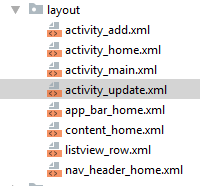 layout
activity_add.xml
activity_home.xml
activity_main.xml
activity_update.xml
app_bar_home.xml
content_home.xml
listview_row.xml
nav_header_home.xml